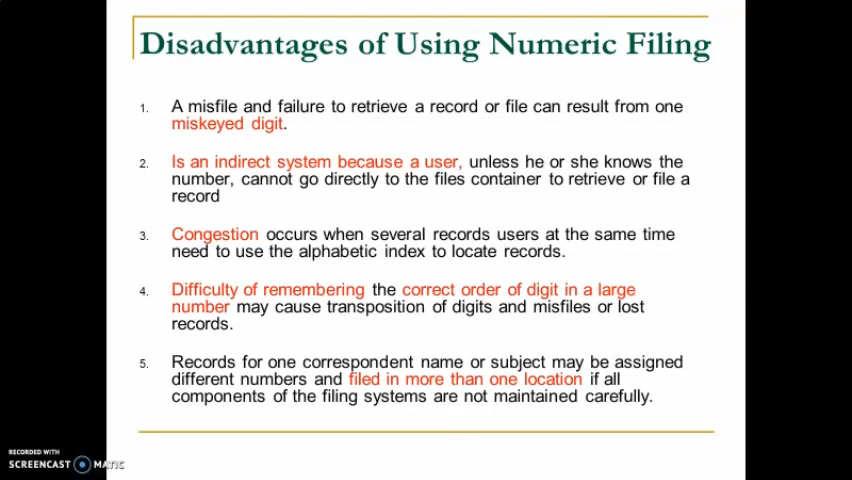 Disadvantages of Using Numeric Filing
1. A misfile and failure to retrieve a record or file can result from one
miskeyed digit.
2. Is an indirect system because a user, unless he or she knows the
number, cannot go directly to the files container to retrieve or file a
record
3. Congestion occurs when several records users at the same time
need to use the alphabetic index to locate records.
4. Difficulty of remembering the correct order of digit in a large
number may cause transposition of digits and misfiles or lost
records.
5. Records for one correspondent name or subject may be assigned
different numbers and filed in more than one location if all
components of the filing systems are not maintained carefully.
RECORDED WITH
SCREENCAST MATIC